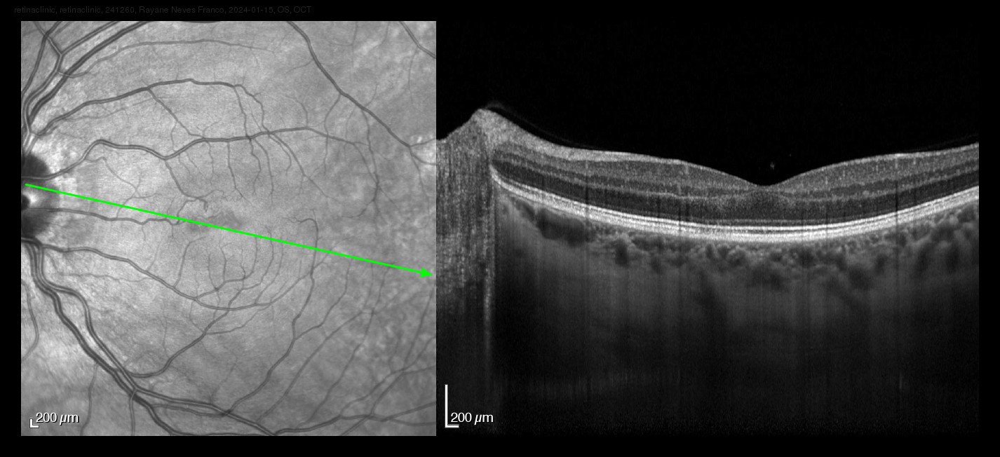 retinaclinic, retinaclinic, 241260, Rayane Neves Franco, 2024-01-15, OS, OCT
200 µm
200 µm